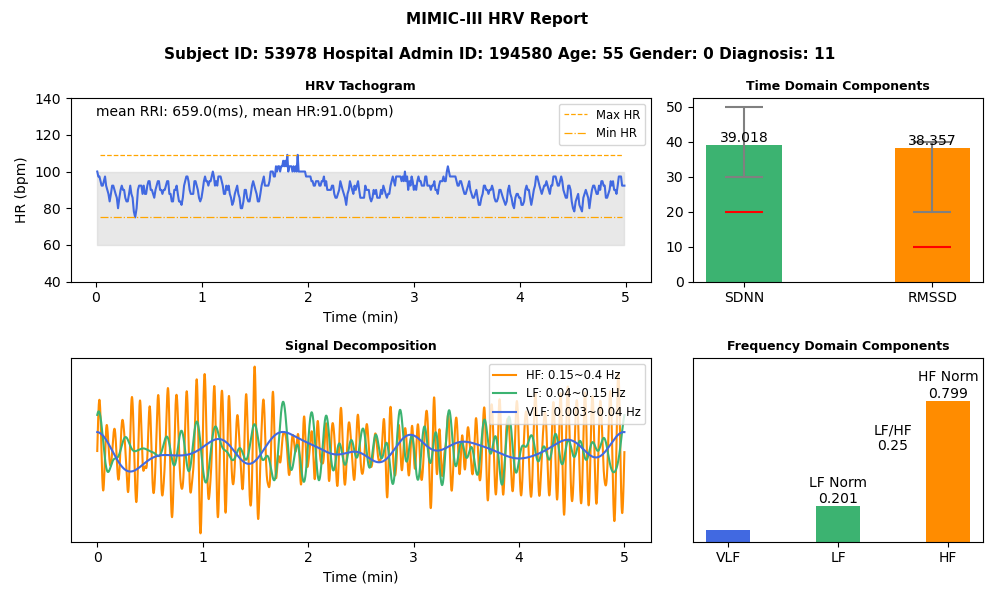 MIMIC-III HRV Report
Subject ID: 53978 Hospital Admin ID: 194580 Age: 55 Gender: 0 Diagnosis: 11
HRV Tachogram
mean RRI: 659.0(ms), mean HR:91.0(bpm)
Max HR
Min HR
HR (bpm)
140
120
100
80
60
40
0 1 2 3 4 5
Time (min)
Time Domain Components
50
40
30
20
10
0
39.018
38.357
SDNN RMSSD
Signal Decomposition
HF: 0.15~0.4 Hz
LF: 0.04~0.15 Hz
VLF: 0.003~0.04 Hz
0 1 2 3 4 5
Time (min)
Frequency Domain Components
HF Norm
0.799
LF/HF
0.25
LF Norm
0.201
VLF LF HF